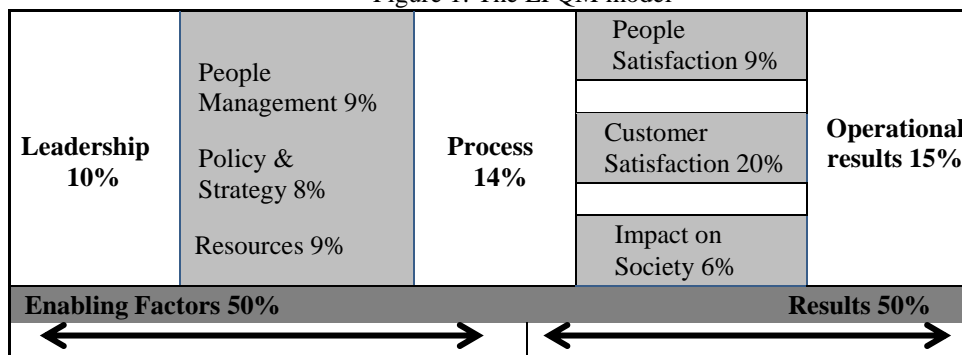 Figure 1: The EFQM model
Leadership
10%
People
Management 9%
Policy &
Strategy 8%
Resources 9%
Process
14%
People
Satisfaction 9%
Customer
Satisfaction 20%
Impact on
Society 6%
Operational
results 15%
Enabling Factors 50%
Results 50%